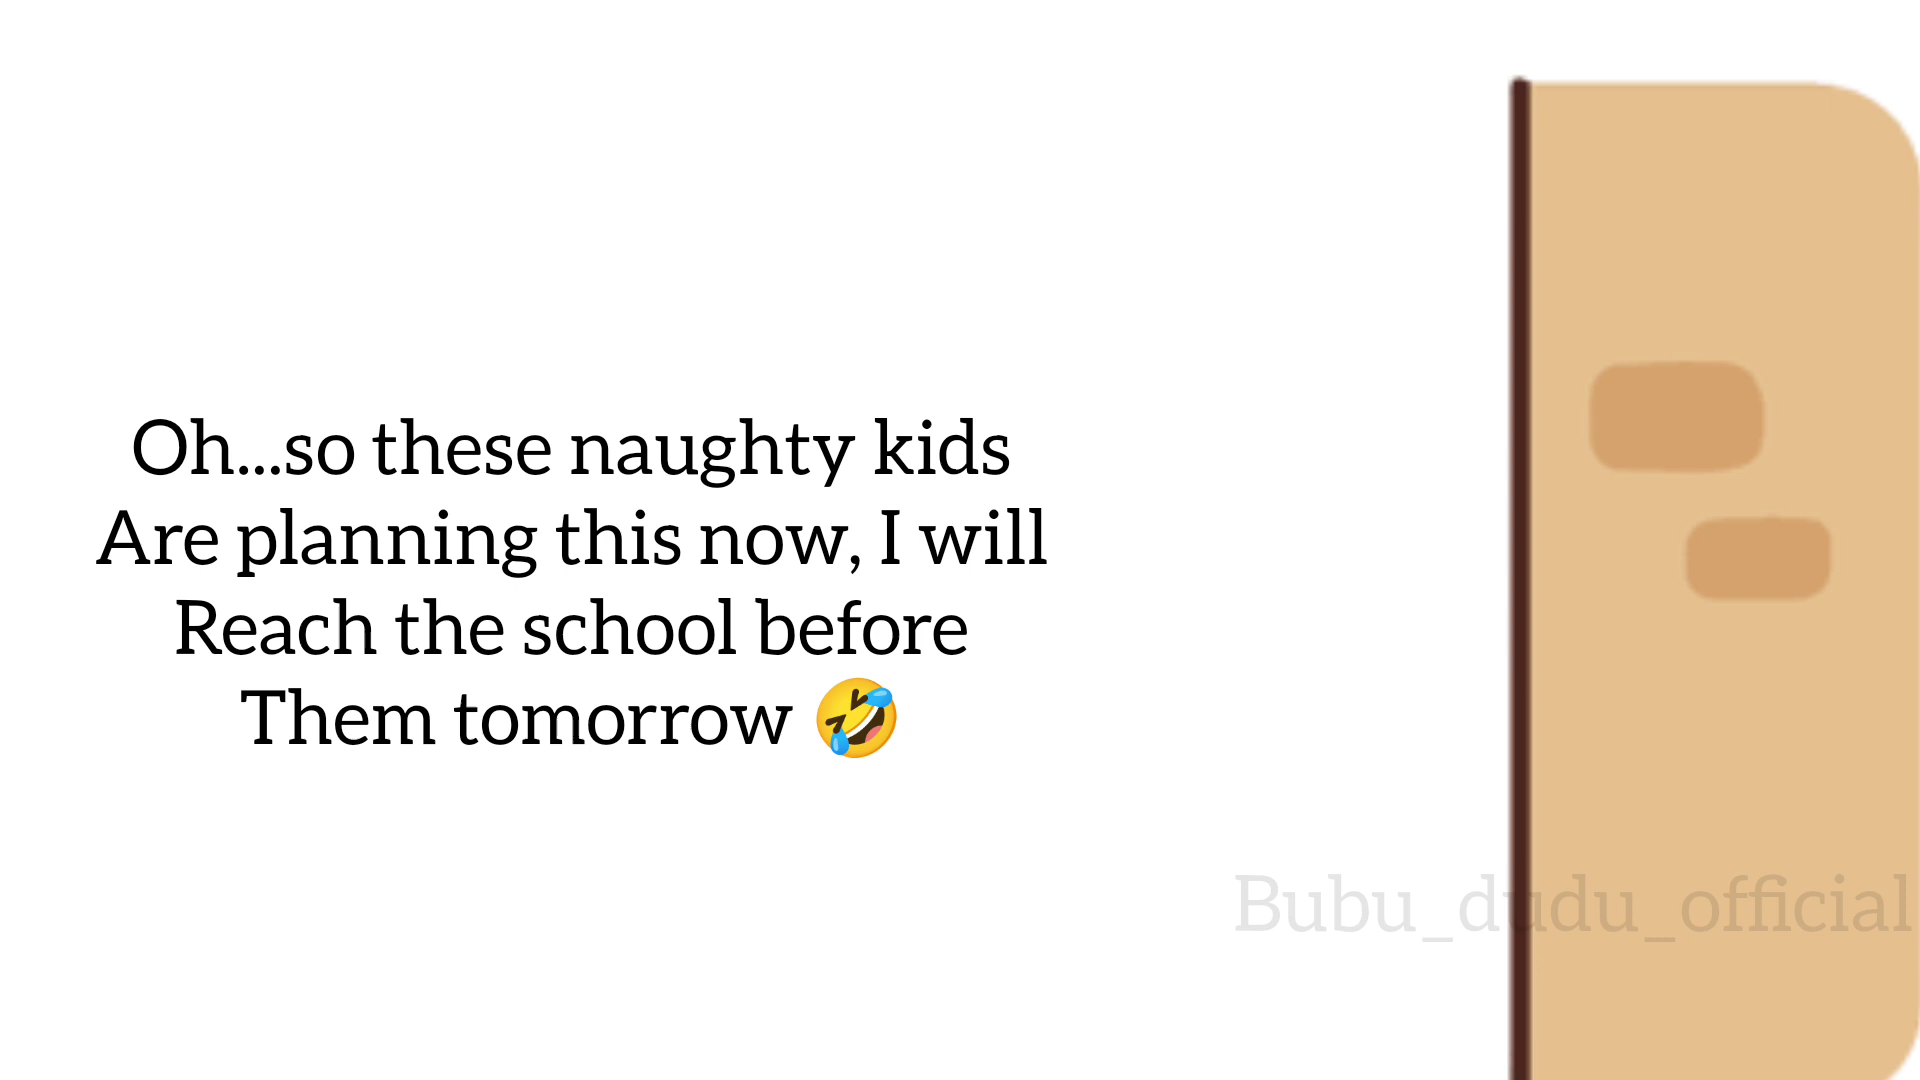 Oh...so these naughty kids
Are planning this now, I will
Reach the school before
Them tomorrow 🤣
Bubu_dudu_official